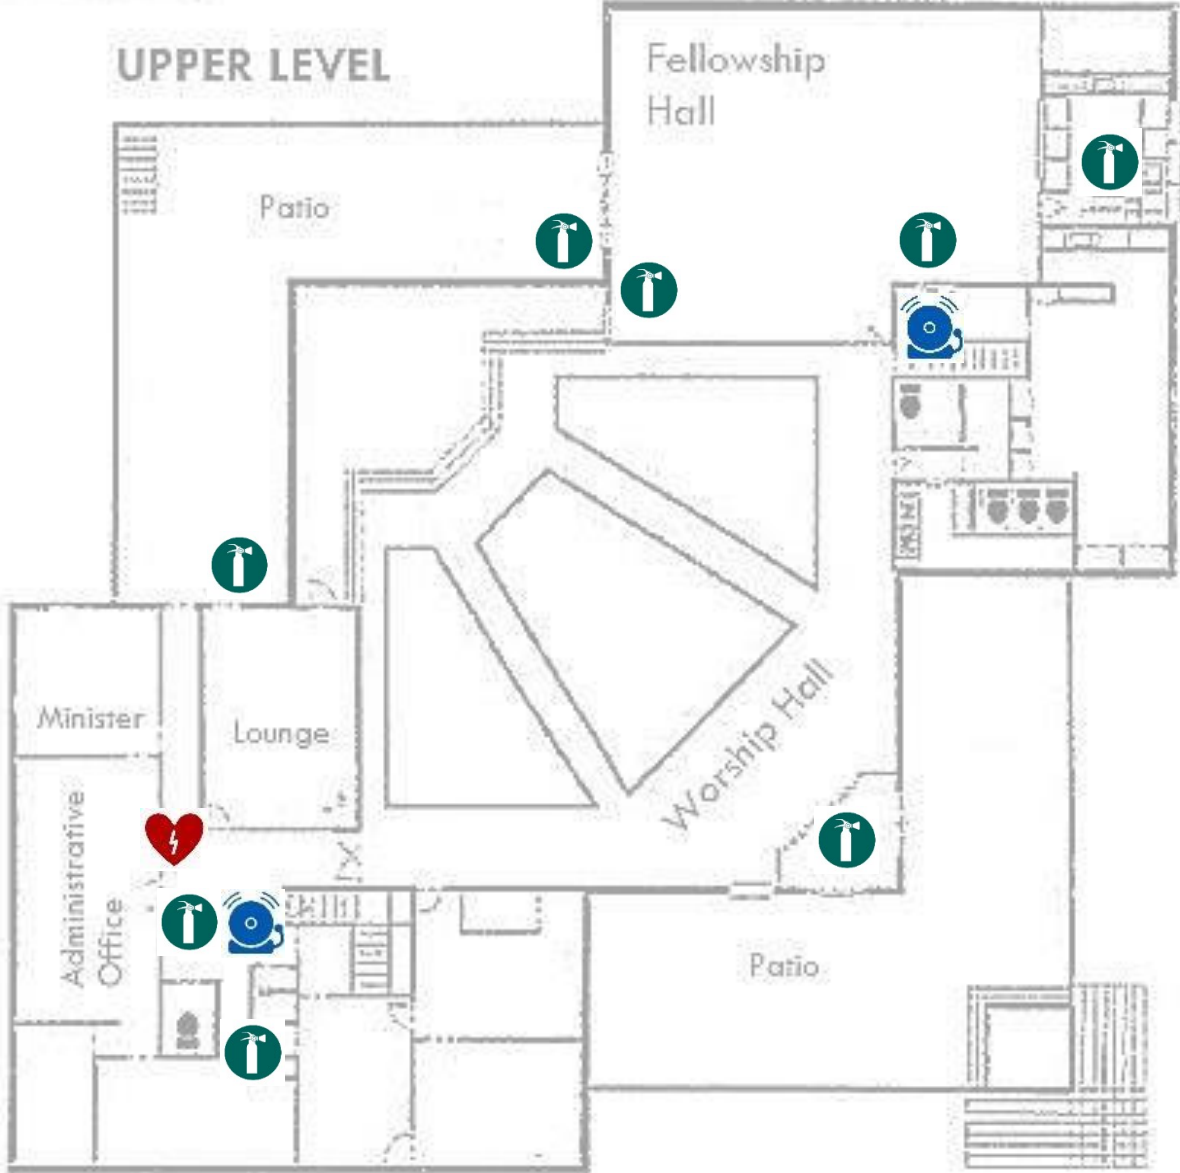 UPPER LEVEL
Fellowship
Hall
Patio
Minister
Lounge
Worship Hall
Administrative
Office
Patio